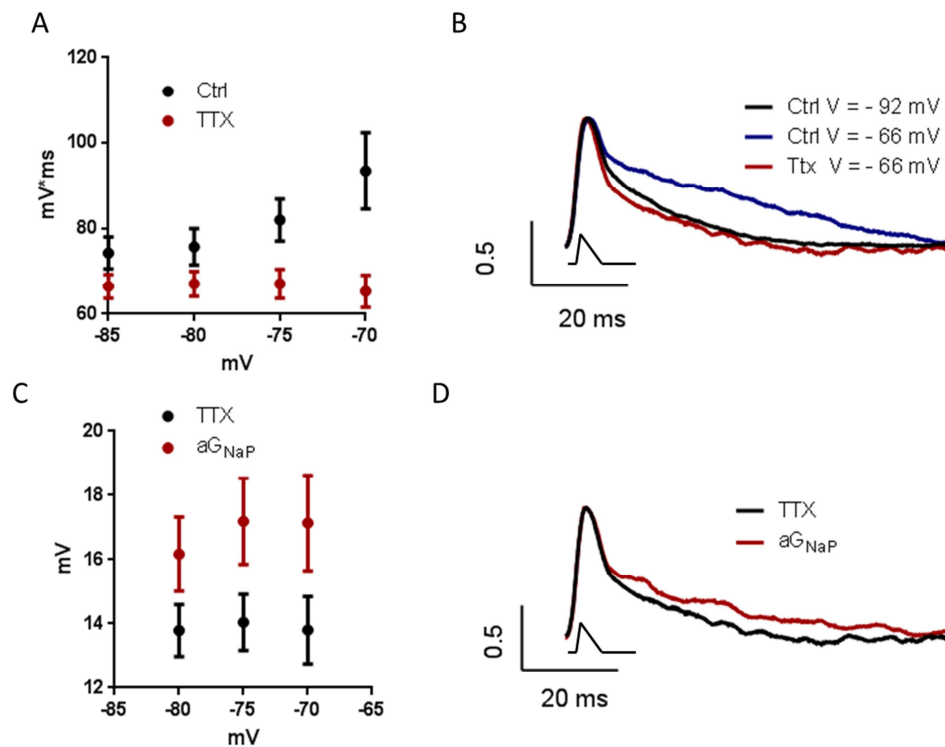 A
120
100
80
60
mV*ms
-85
-80
-75
-70
mV
Ctrl
TTX
B
Ctrl V = - 92 mV
Ctrl V = - 66 mV
Ttx V = - 66 mV
0.5
20 ms
C
TTX
aGNaP
20
18
16
14
12
mV
-85
-80
-75
-70
-65
mV
D
TTX
aGNaP
0.5
20 ms